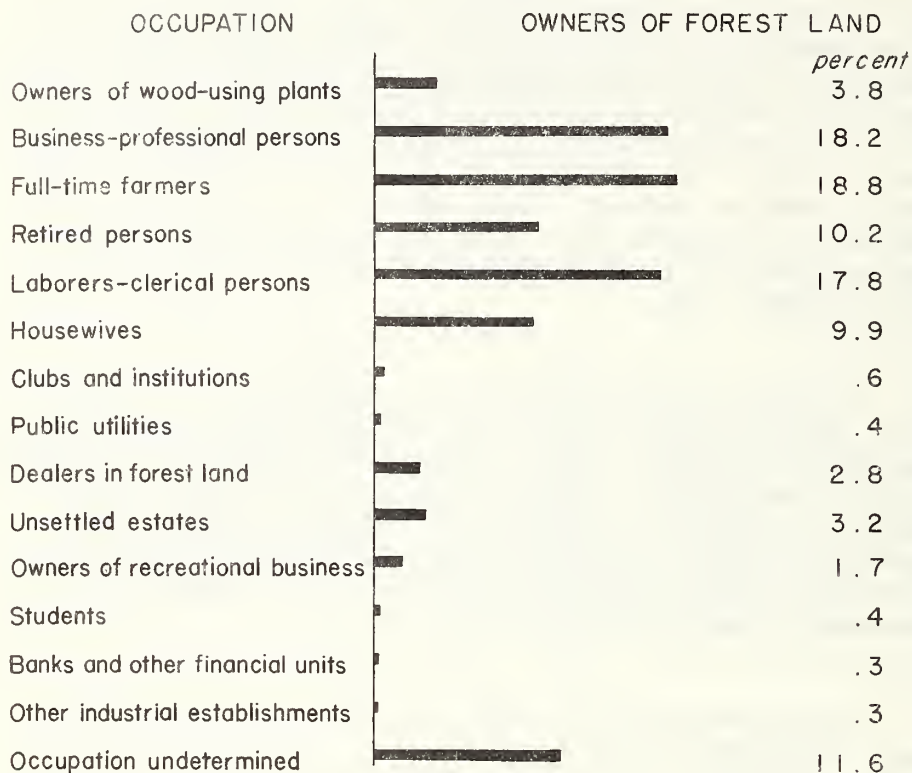 OCCUPATION OWNERS OF FOREST LAND
percent
Owners of wood-using plants 3.8
Business-professional persons 18.2
Full-time farmers 18.8
Retired persons 10.2
Laborers-clerical persons 17.8
Housewives 9.9
Clubs and institutions .6
Public utilities .4
Dealers in forest land 2.8
Unsettled estates 3.2
Owners of recreational business 1.7
Students .4
Banks and other financial units .3
Other industrial establishments .3
Occupation undetermined 11.6